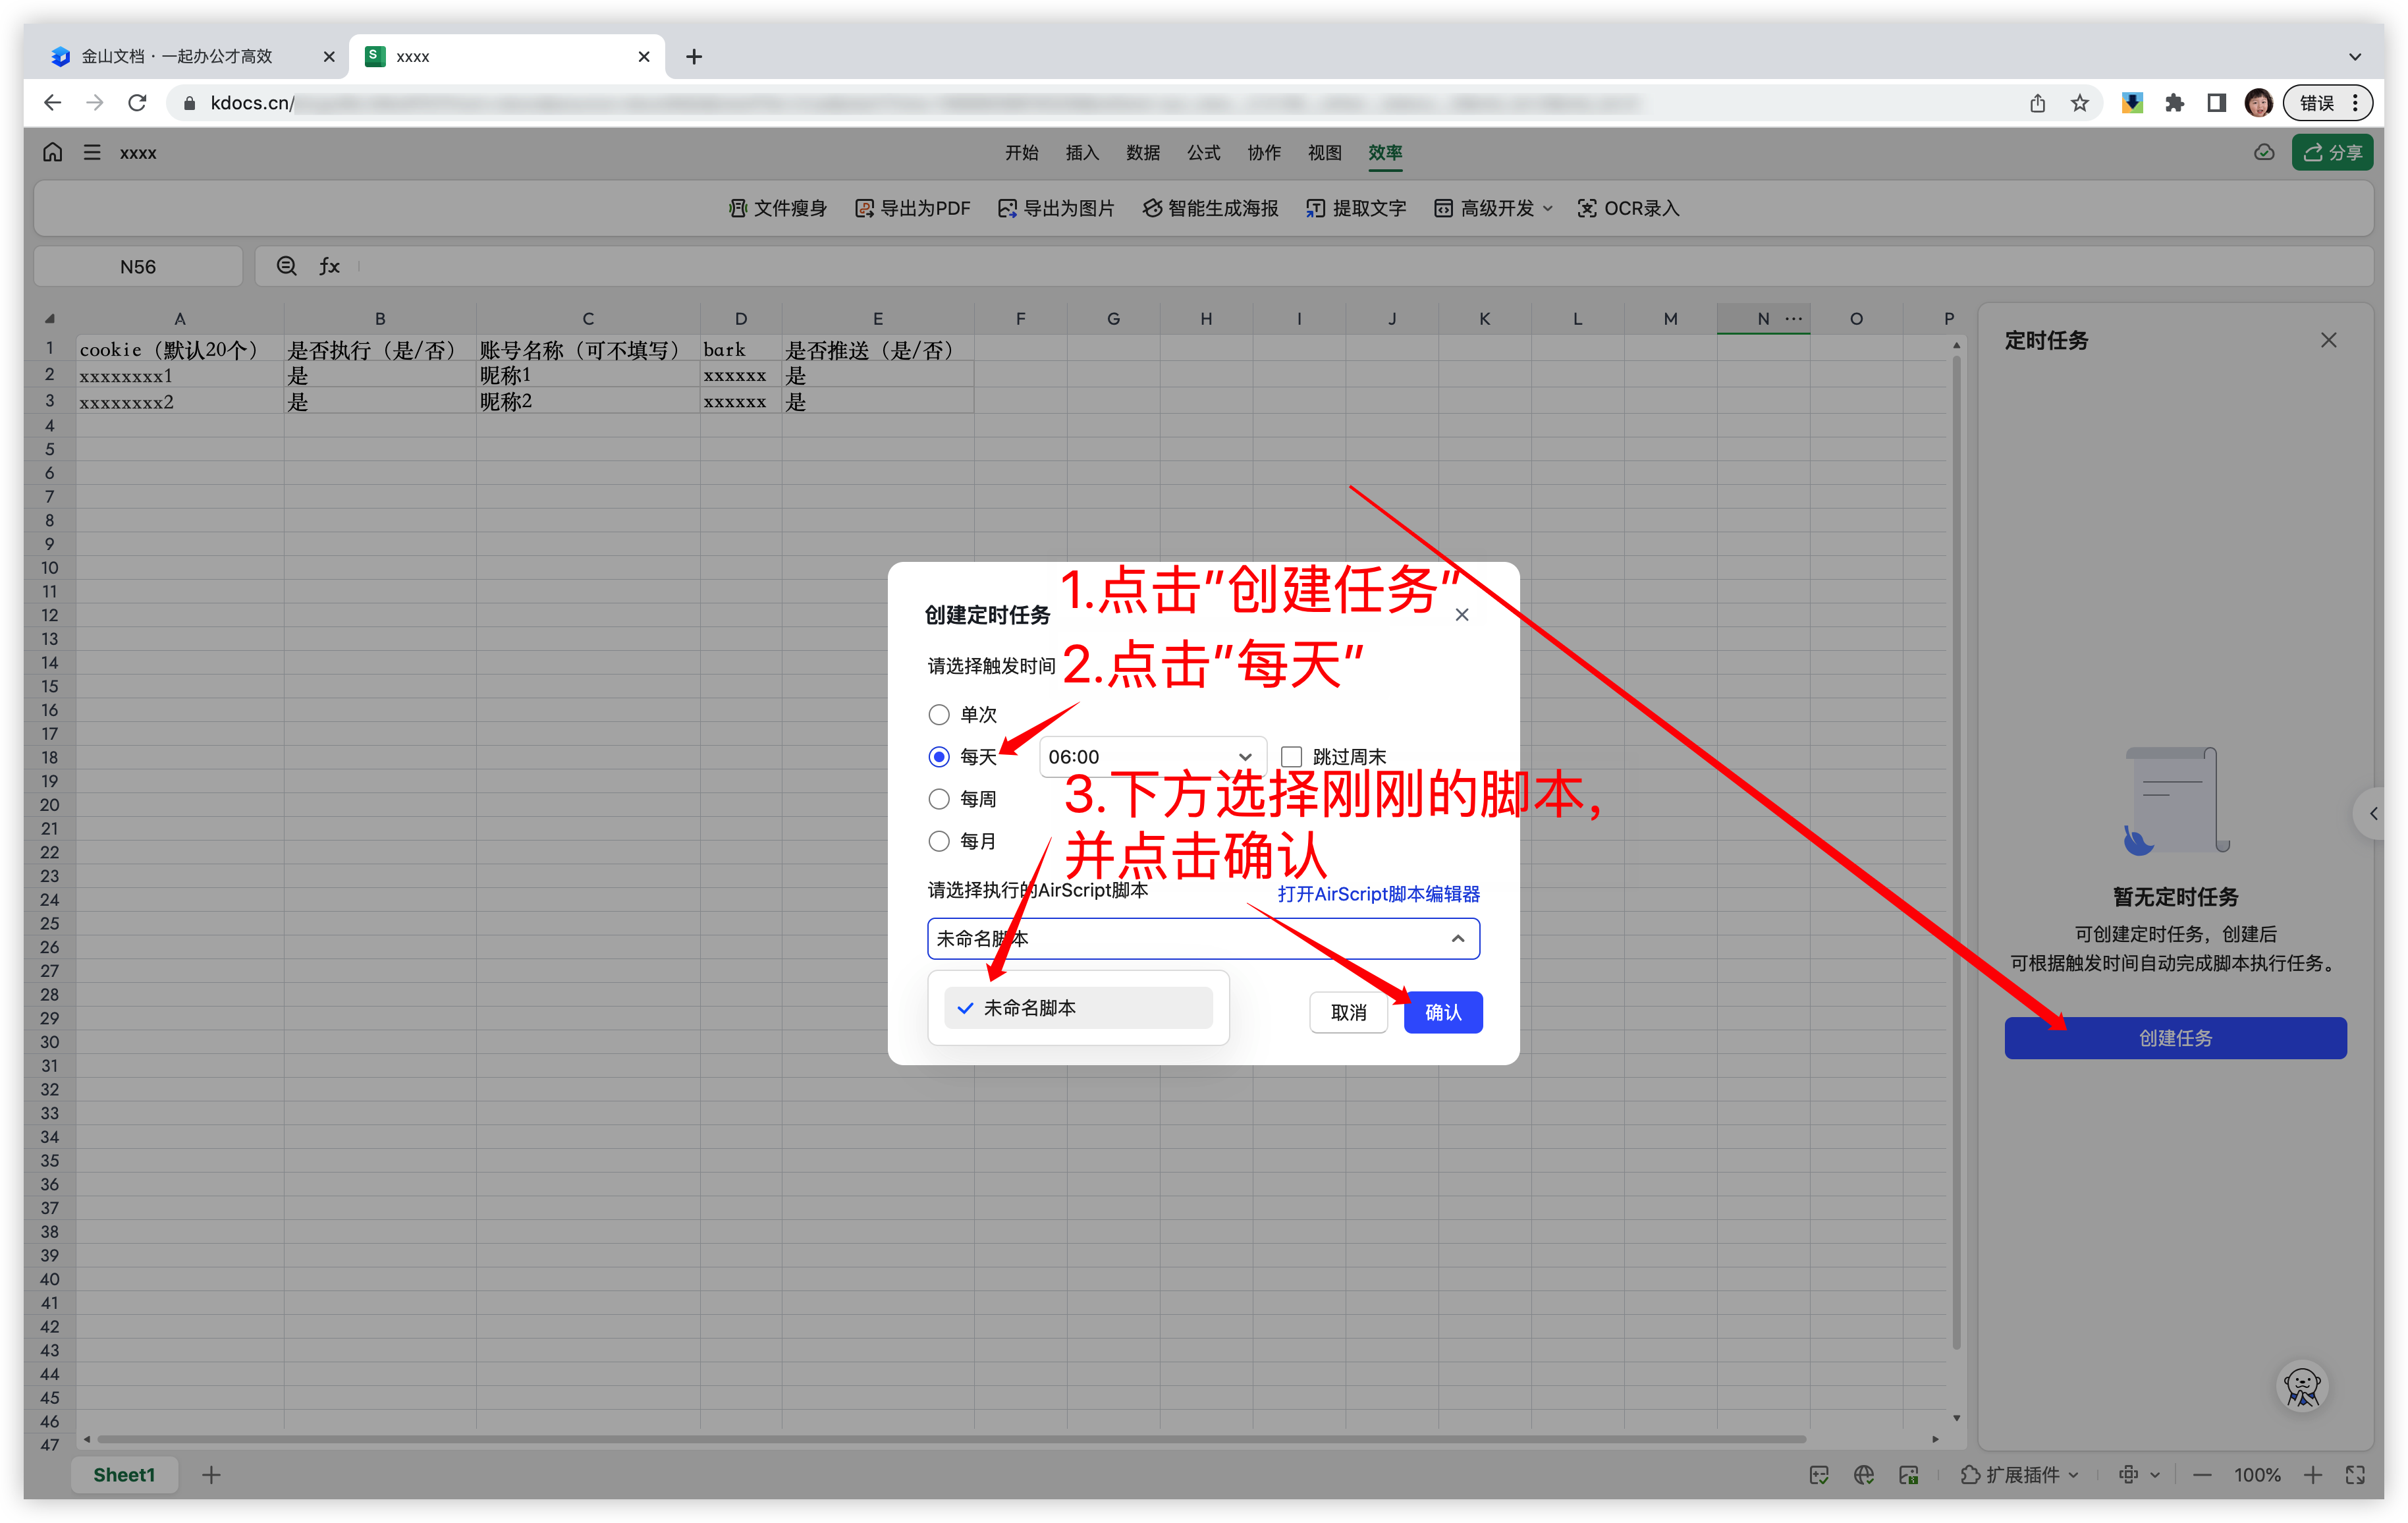 金山文档 · 一起办公才高效
xxxx
kdocs.cn/
错误
xxxx
开始 插入 数据 公式 协作 视图 效率
分享
文件瘦身 导出为PDF 导出为图片 智能生成海报 提取文字 高级开发 OCR录入
N56
fx
A B C D E F G H I J K L M N O P
1 cookie（默认20个） 是否执行（是/否） 账号名称（可不填写） bark 是否推送（是/否）
2 xxxxxxxx1 是 昵称1 xxxxxx 是
3 xxxxxxxx2 是 昵称2 xxxxxx 是
4
5
6
7
8
9
10
11
12
13
14
15
16
17
18
19
20
21
22
23
24
25
26
27
28
29
30
31
32
33
34
35
36
37
38
39
40
41
42
43
44
45
46
47
创建定时任务
1.点击"创建任务"
请选择触发时间
2.点击"每天"
单次
每天 06:00 跳过周末
每周
每月
3.下方选择刚刚的脚本，
并点击确认
请选择执行的AirScript脚本
打开AirScript脚本编辑器
未命名脚本
未命名脚本
取消 确认
定时任务
暂无定时任务
可创建定时任务，创建后
可根据触发时间自动完成脚本执行任务。
创建任务
Sheet1
扩展插件
100%